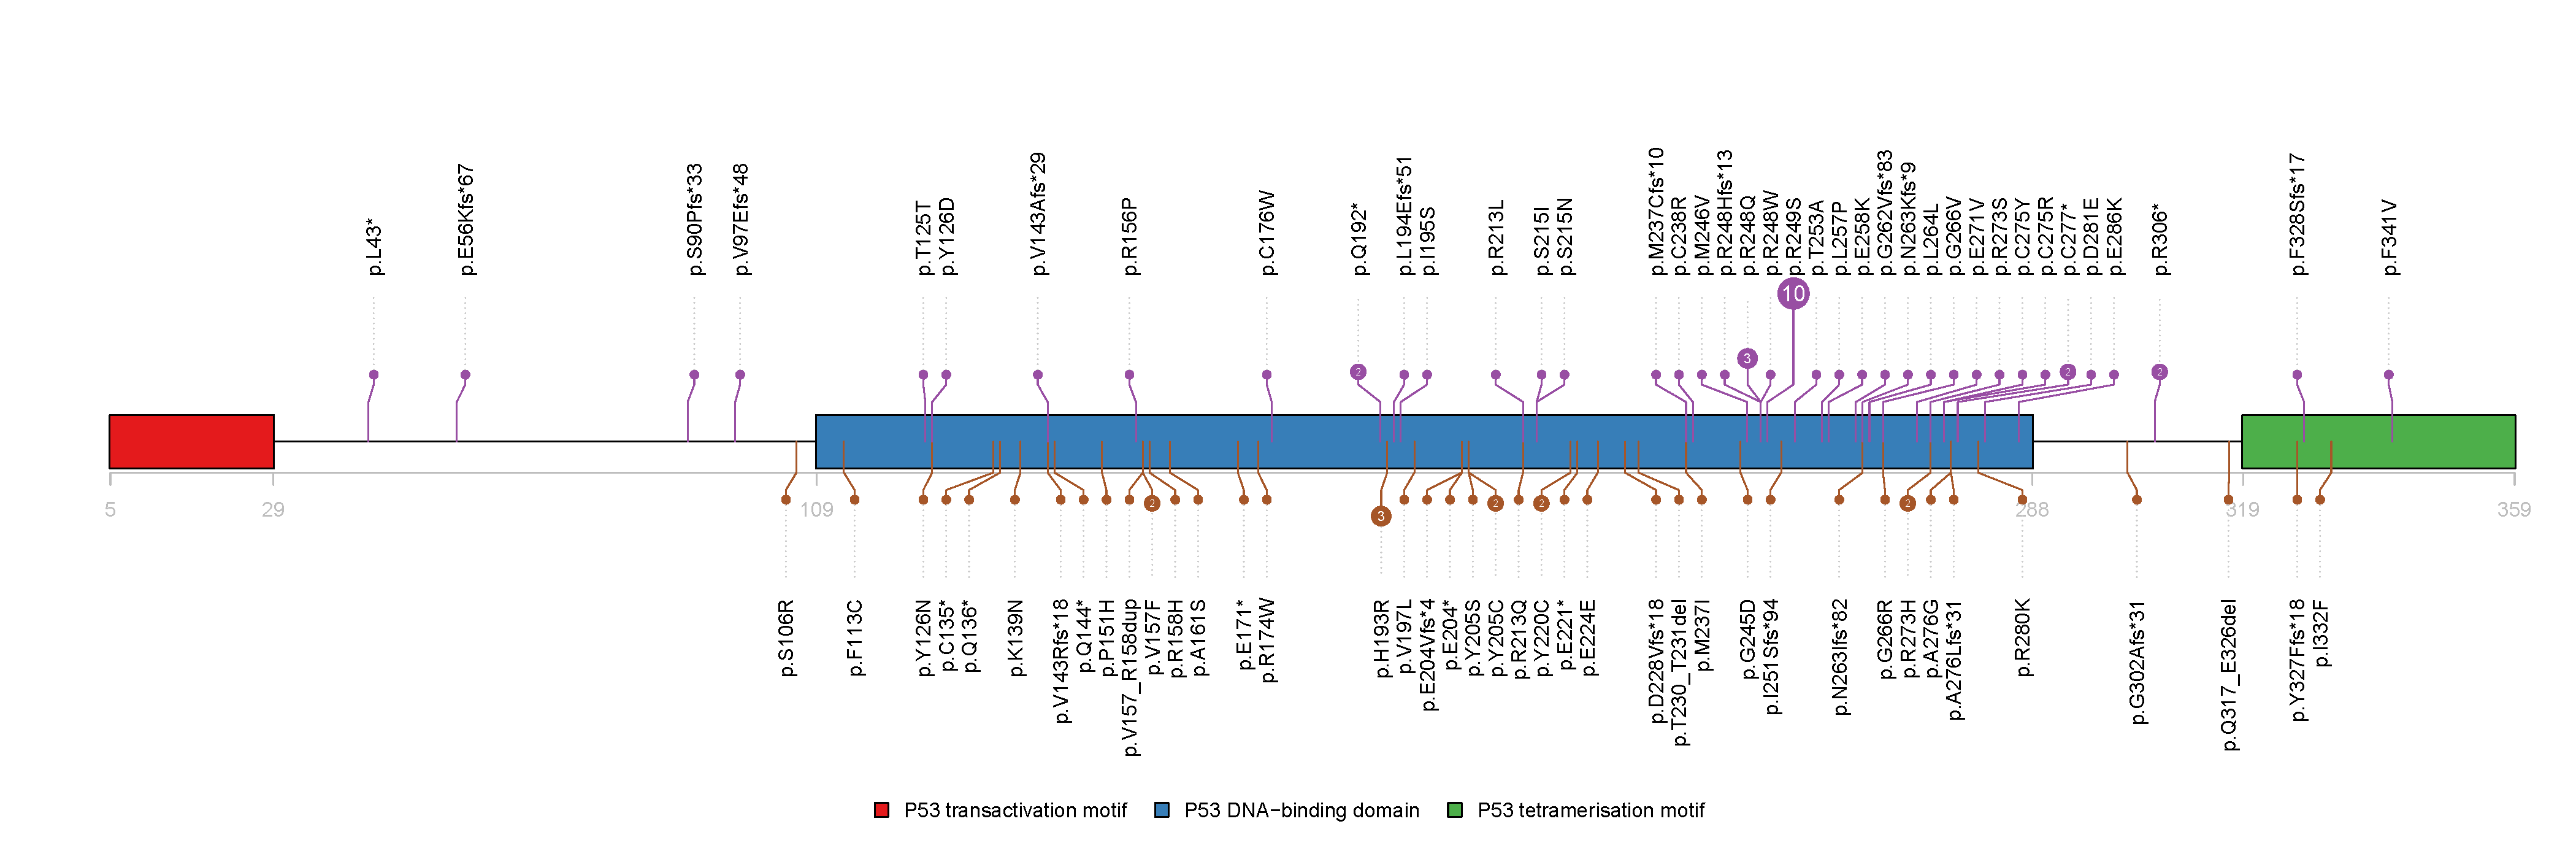 p.L43*
p.E56Kfs*67
p.S90Pfs*33
p.V97Efs*48
p.T125T
p.Y126D
p.V143Afs*29
p.R156P
p.C176W
p.Q192*
p.L194Efs*51
p.I195S
p.R213L
p.S215I
p.S215N
p.M237Cfs*10
p.C238R
p.M246V
p.R248Hfs*13
p.R248Q
p.R248W
p.R249S
p.T253A
p.L257P
p.E258K
p.G262Vfs*83
p.N263Kfs*9
p.L264L
p.G266V
p.E271V
p.R273S
p.C275Y
p.C275R
p.C277*
p.D281E
p.E286K
p.R306*
p.F328Sfs*17
p.F341V
10
3
2
2
2
3
2
2
2
2
5
29
109
288
319
359
p.S106R
p.F113C
p.Y126N
p.C135*
p.Q136*
p.K139N
p.V143Rfs*18
p.Q144*
p.P151H
p.V157_R158dup
p.V157F
p.R158H
p.A161S
p.E171*
p.R174W
p.H193R
p.V197L
p.E204Vfs*4
p.E204*
p.Y205S
p.Y205C
p.R213Q
p.Y220C
p.E221*
p.E224E
p.D228Vfs*18
p.T230_T231del
p.M237I
p.G245D
p.I251Sfs*94
p.N263Ifs*82
p.G266R
p.R273H
p.A276G
p.A276Lfs*31
p.R280K
p.G302Afs*31
p.Q317_E326del
p.Y327Ffs*18
p.I332F
P53 transactivation motif
P53 DNA−binding domain
P53 tetramerisation motif